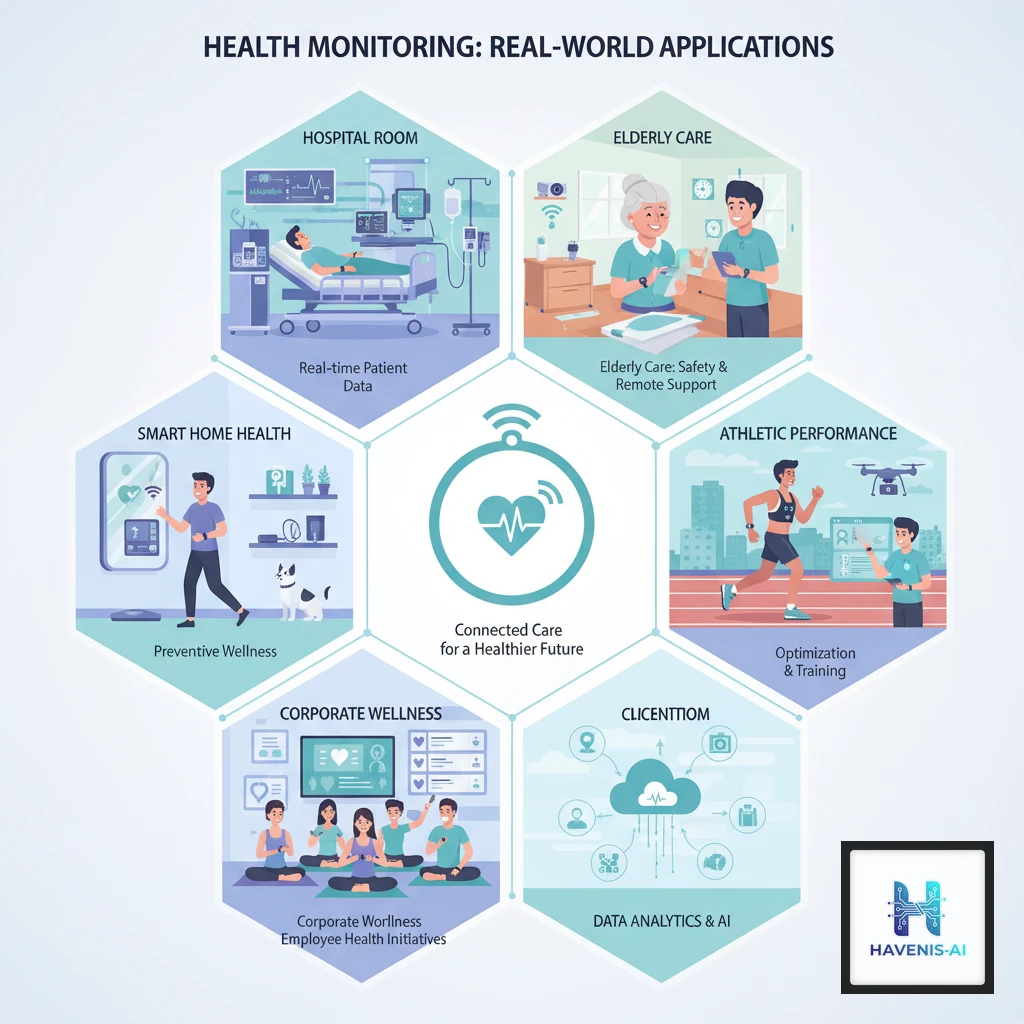 HEALTH MONITORING: REAL-WORLD APPLICATIONS
HOSPITAL ROOM
Real-time Patient
Data
ELDERLY CARE
Elderly Care: Safety &
Remote Support
SMART HOME HEALTH
Preventive Wellness
Connected Care
for a Healthier Future
ATHLETIC PERFORMANCE
Optimization
& Training
CORPORATE WELLNESS
Corporate Worllness
Employee Health Initiatives
CLICENTIOM
DATA ANALYTICS & AI
HAVENIS-AI